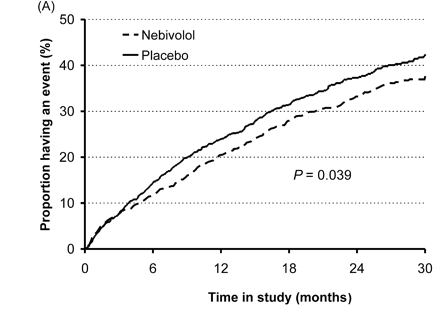 (A)
50
Nebivolol
Placebo
40
30
20
10
0
Proportion having an event (%)
P = 0.039
0 6 12 18 24 30
Time in study (months)